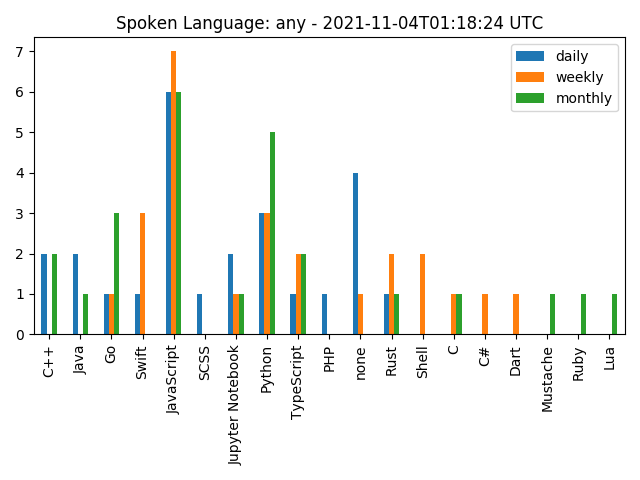 Spoken Language: any - 2021-11-04T01:18:24 UTC
daily
weekly
monthly
7
6
5
4
3
2
1
0
C++
Java
Go
Swift
JavaScript
SCSS
Jupyter Notebook
Python
TypeScript
PHP
none
Rust
Shell
C
C#
Dart
Mustache
Ruby
Lua